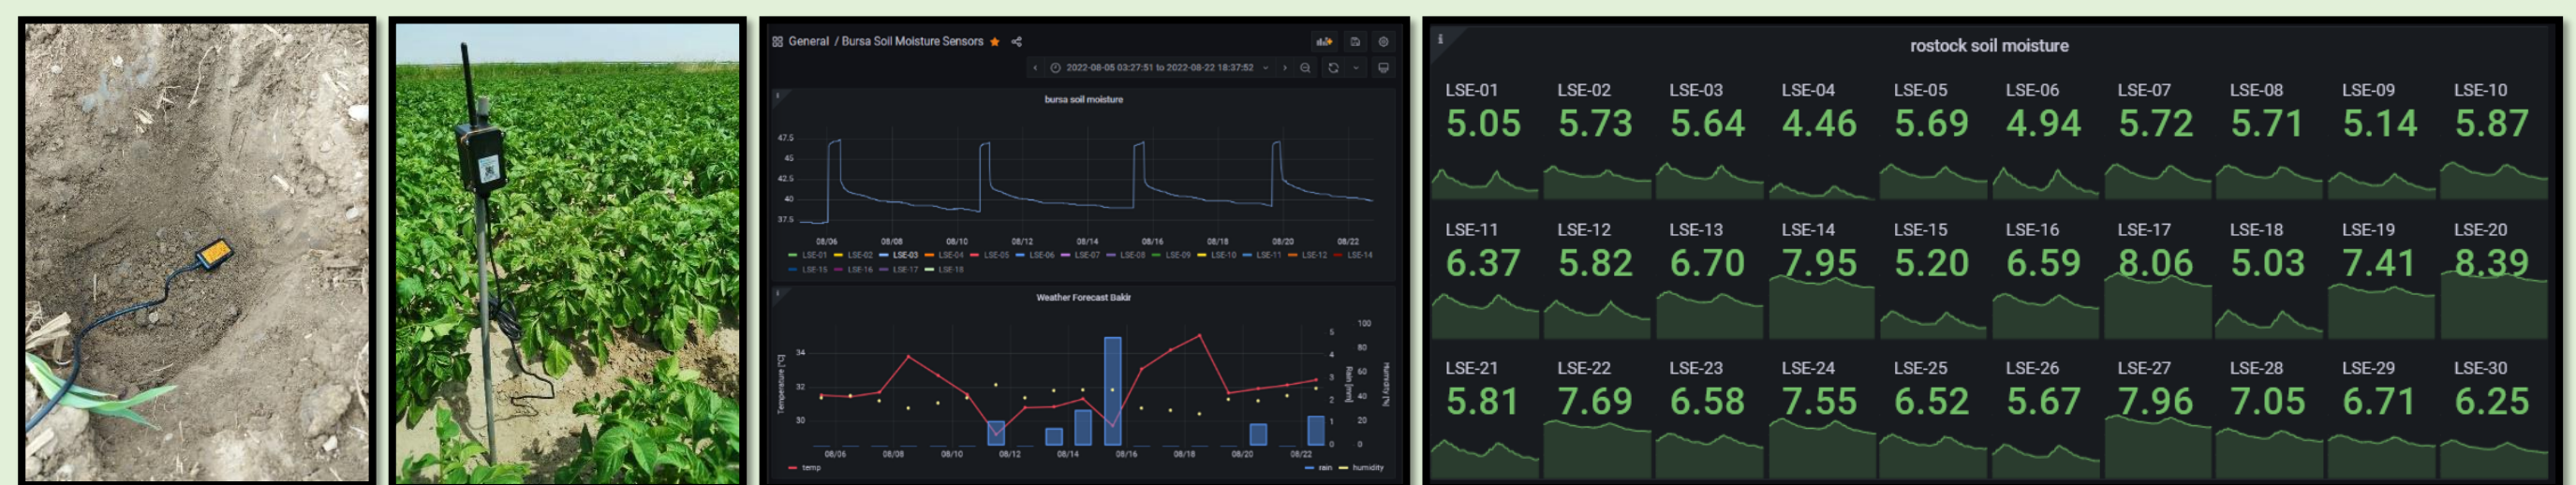 General / Bursa Soil Moisture Sensors
2022-08-05 03:27:51 to 2022-08-22 18:37:52
bursa soil moisture
47.5
45
42.5
40
37.5
08/06 08/08 08/10 08/12 08/14 08/16 08/18 08/20 08/22
LSE-01 LSE-02 LSE-03 LSE-04 LSE-05 LSE-06 LSE-07 LSE-08 LSE-09 LSE-10 LSE-11 LSE-12 LSE-14
LSE-15 LSE-16 LSE-17 LSE-18
Weather Forecast Bakir
Temperature [°C]
34
32
30
5
4
3
2
1
0
Rain [mm]
100
80
60
40
20
0
Humidity [%]
08/06 08/08 08/10 08/12 08/14 08/16 08/18 08/20 08/22
temp
rain humidity
rostock soil moisture
LSE-01 LSE-02 LSE-03 LSE-04 LSE-05 LSE-06 LSE-07 LSE-08 LSE-09 LSE-10
5.05 5.73 5.64 4.46 5.69 4.94 5.72 5.71 5.14 5.87
LSE-11 LSE-12 LSE-13 LSE-14 LSE-15 LSE-16 LSE-17 LSE-18 LSE-19 LSE-20
6.37 5.82 6.70 7.95 5.20 6.59 8.06 5.03 7.41 8.39
LSE-21 LSE-22 LSE-23 LSE-24 LSE-25 LSE-26 LSE-27 LSE-28 LSE-29 LSE-30
5.81 7.69 6.58 7.55 6.52 5.67 7.96 7.05 6.71 6.25